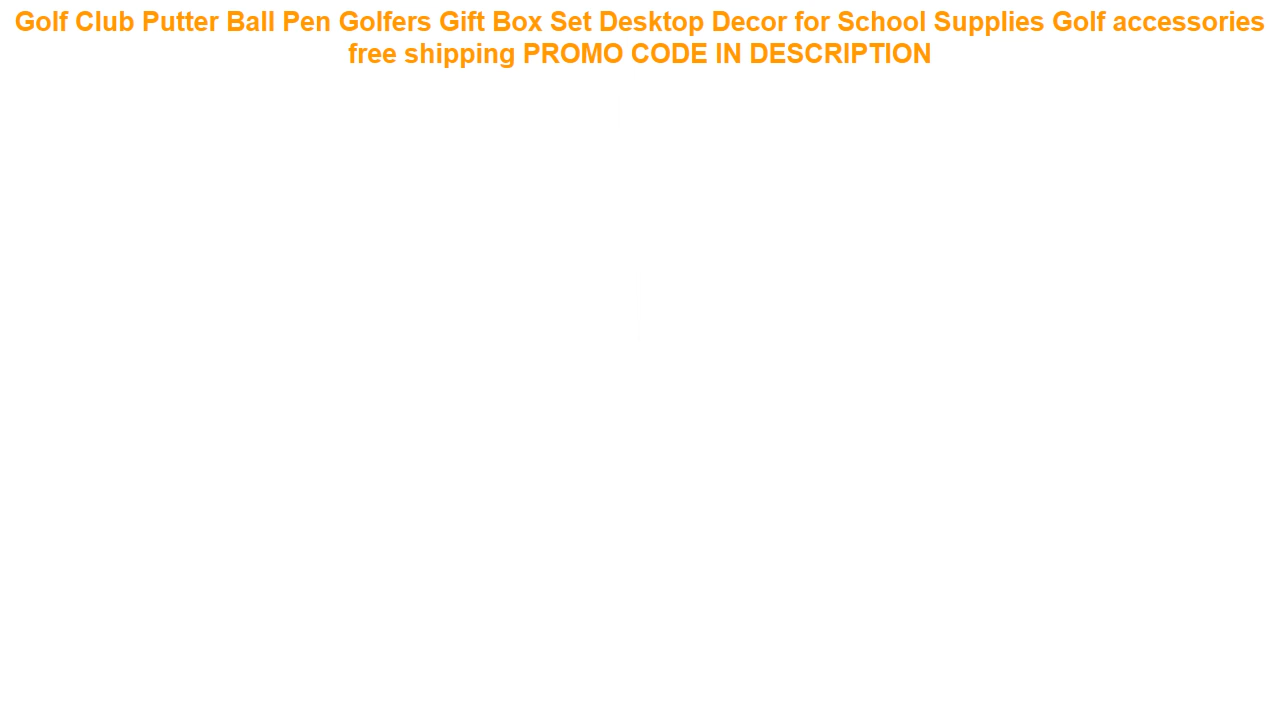 Golf Club Putter Ball Pen Golfers Gift Box Set Desktop Decor for School Supplies Golf accessories
free shipping PROMO CODE IN DESCRIPTION